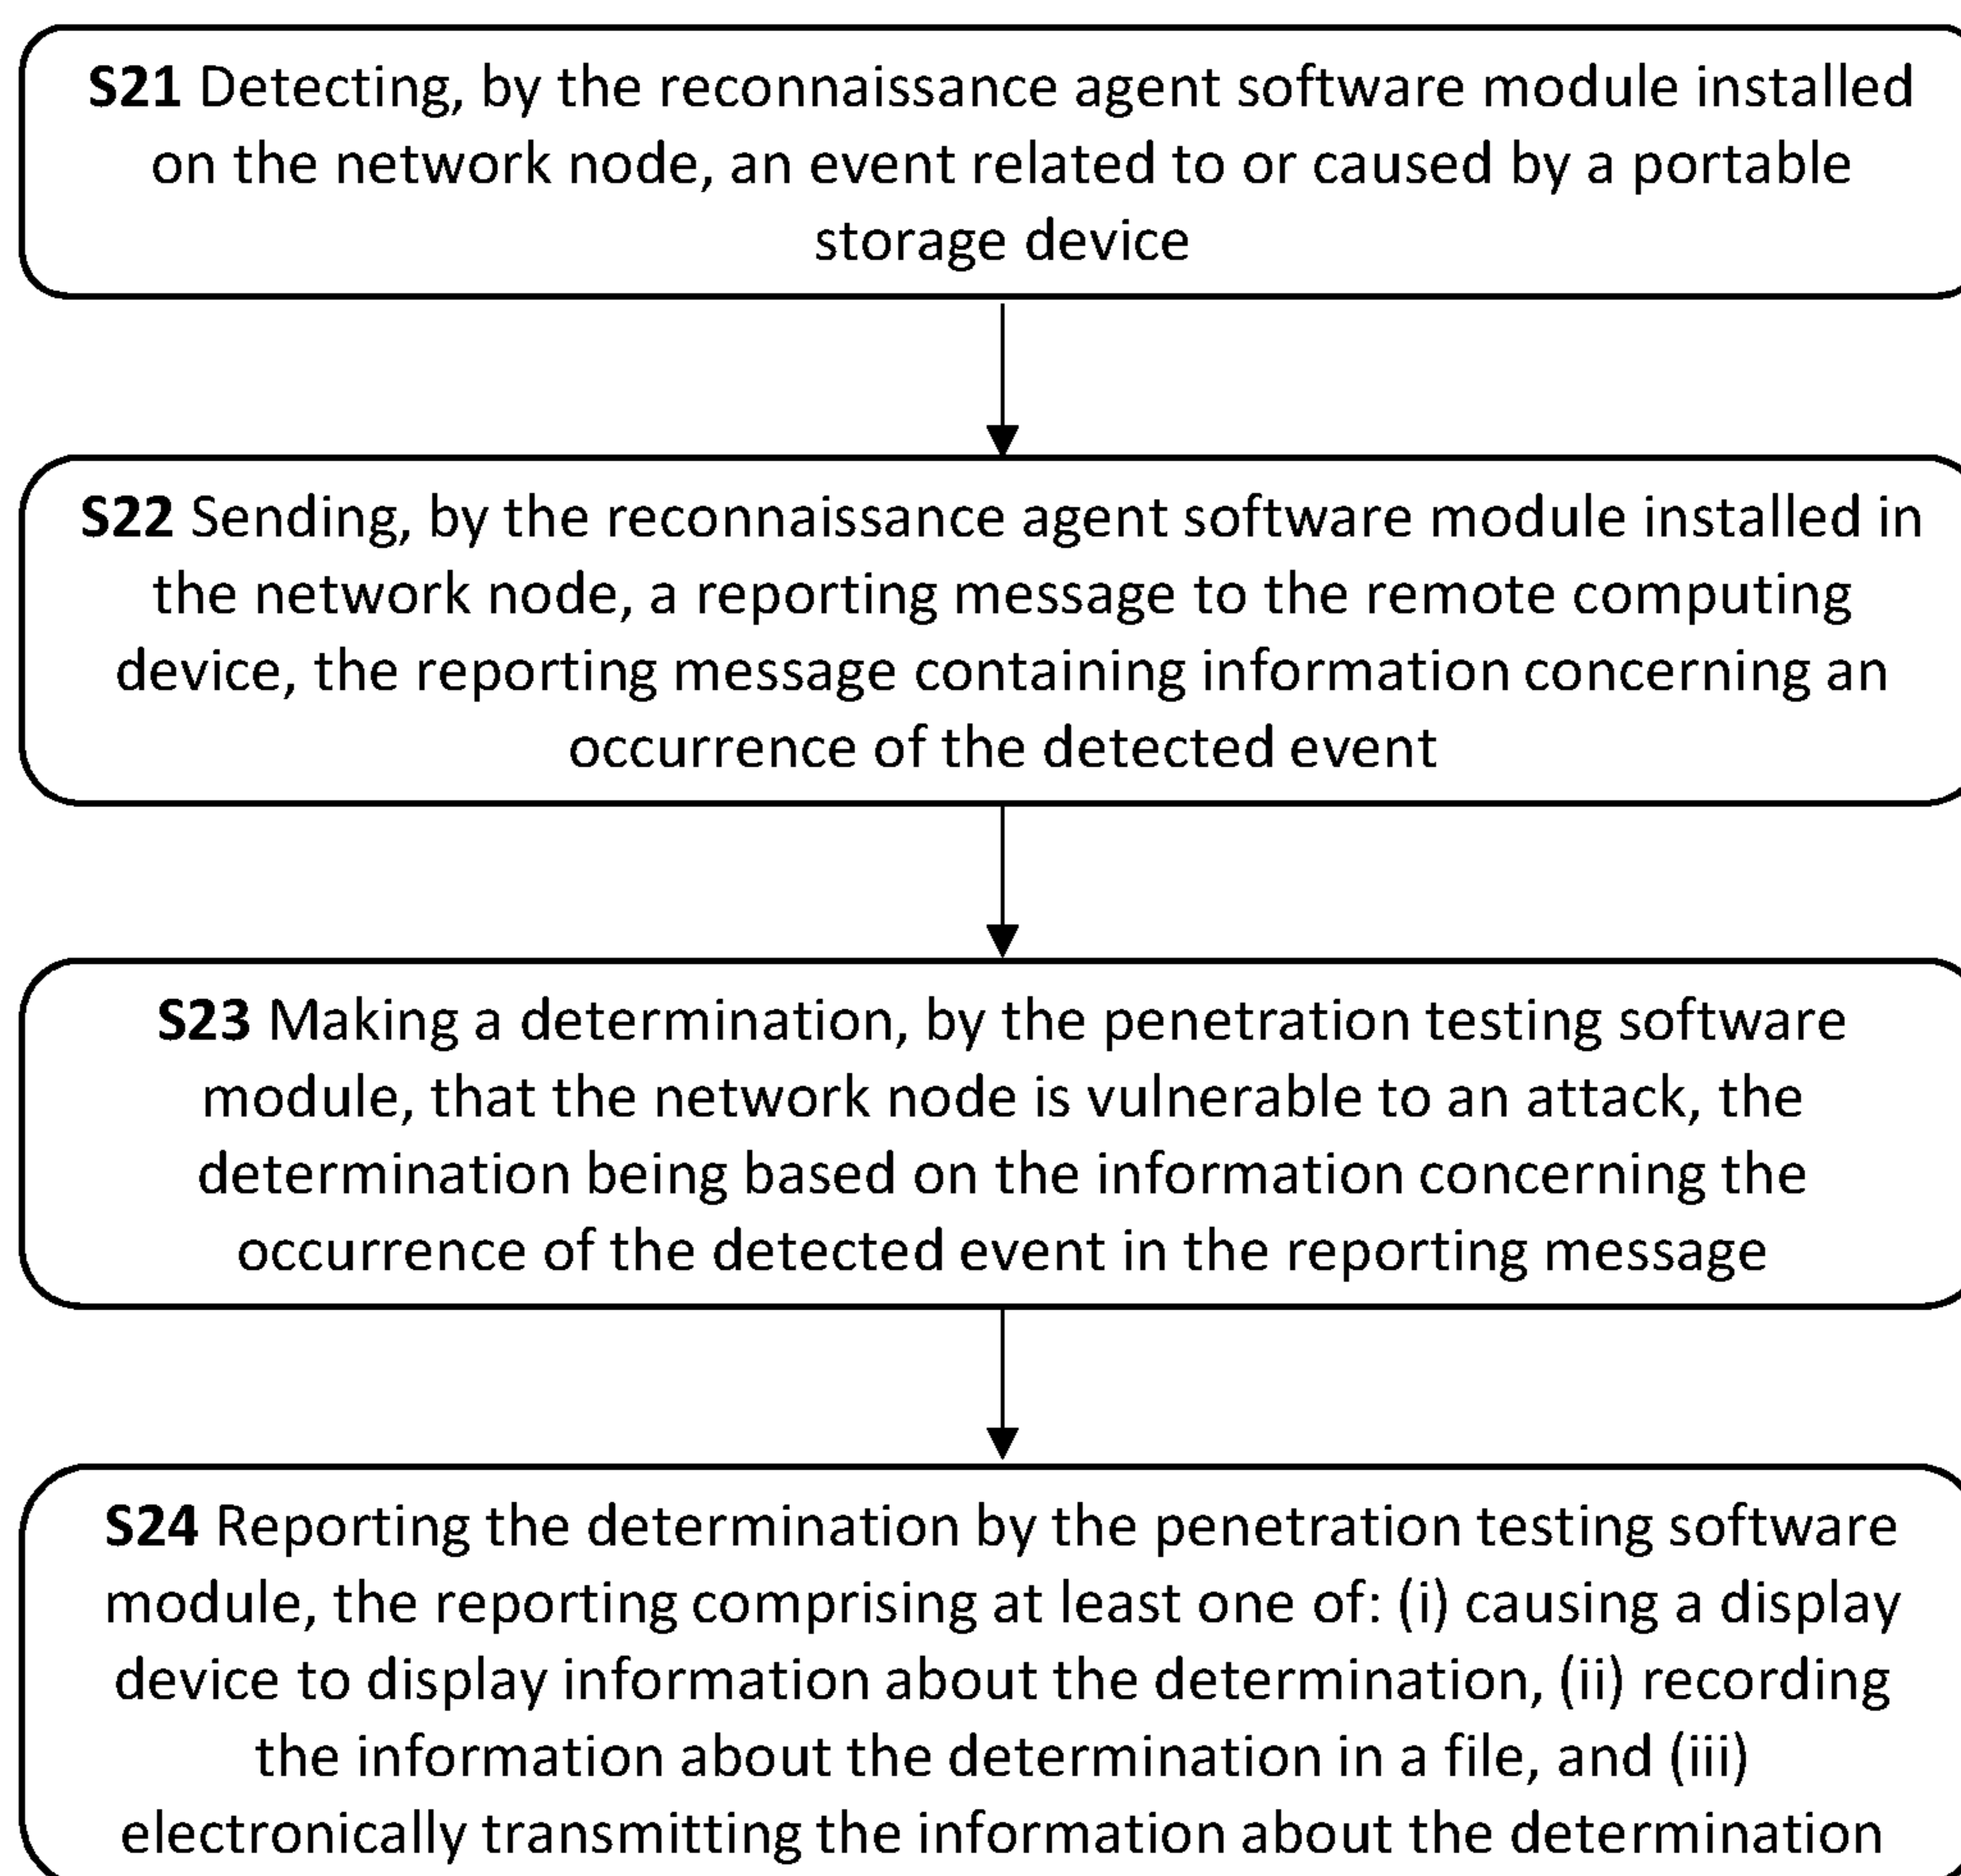 S21 Detecting, by the reconnaissance agent software module installed
on the network node, an event related to or caused by a portable
storage device
S22 Sending, by the reconnaissance agent software module installed in
the network node, a reporting message to the remote computing
device, the reporting message containing information concerning an
occurrence of the detected event
S23 Making a determination, by the penetration testing software
module, that the network node is vulnerable to an attack, the
determination being based on the information concerning the
occurrence of the detected event in the reporting message
S24 Reporting the determination by the penetration testing software
module, the reporting comprising at least one of: (i) causing a display
device to display information about the determination, (ii) recording
the information about the determination in a file, and (iii)
electronically transmitting the information about the determination